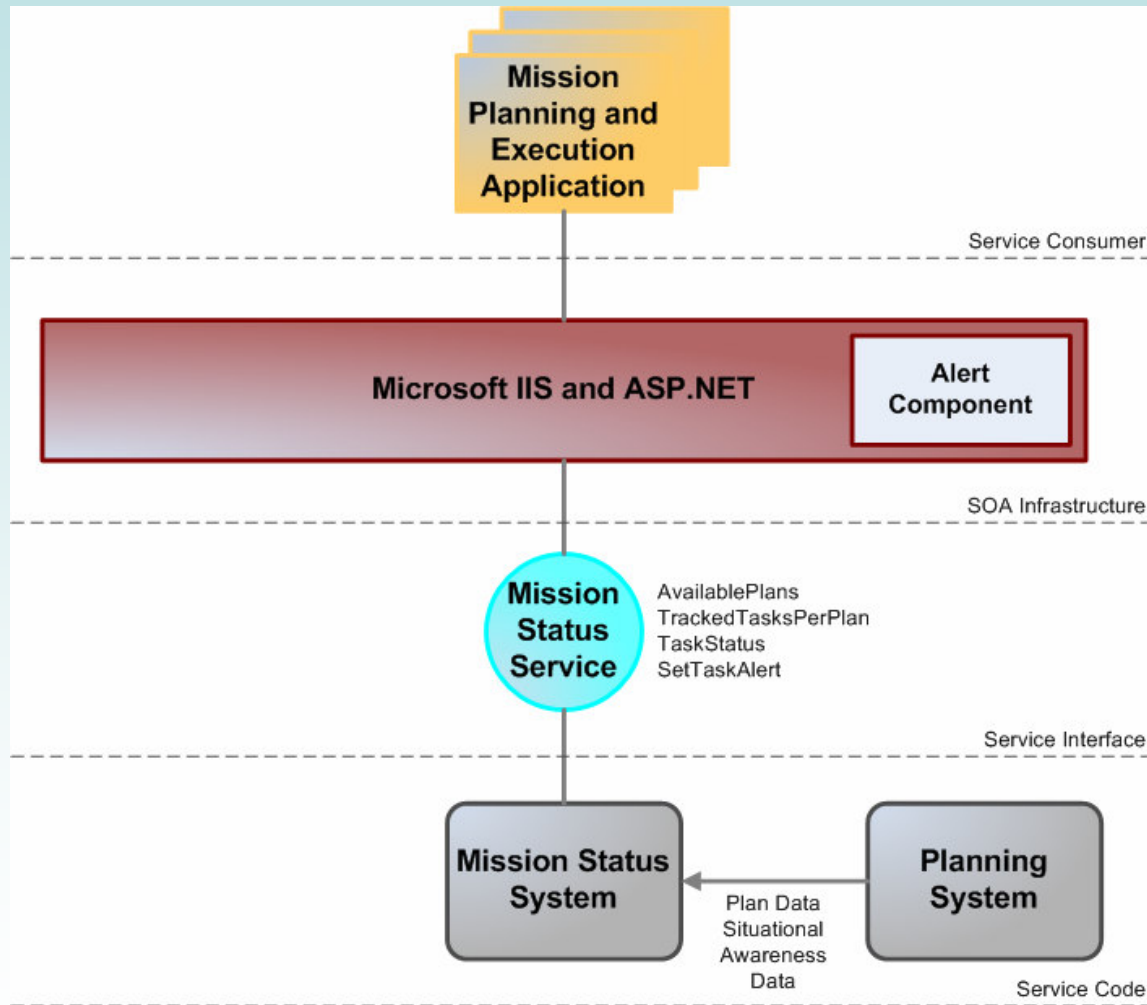 Mission
Planning and
Execution
Application
Service Consumer
Microsoft IIS and ASP.NET
Alert
Component
SOA Infrastructure
Mission
Status
Service
AvailablePlans
TrackedTasksPerPlan
TaskStatus
SetTaskAlert
Service Interface
Mission Status
System
Plan Data
Situational
Awareness
Data
Planning
System
Service Code